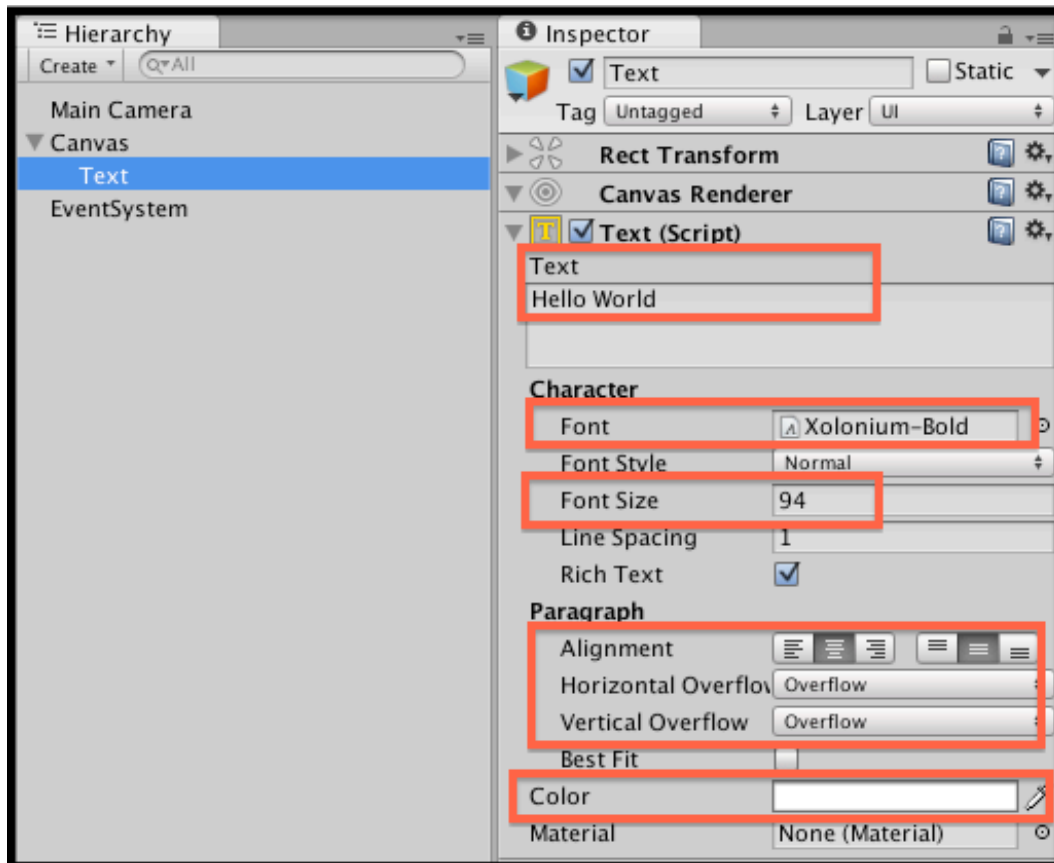 Hierarchy
Create All
Main Camera
Canvas
Text
EventSystem
Inspector
Text Static
Tag Untagged Layer UI
Rect Transform
Canvas Renderer
Text (Script)
Text
Hello World
Character
Font Xolonium-Bold
Font Style Normal
Font Size 94
Line Spacing 1
Rich Text
Paragraph
Alignment
Horizontal Overflov Overflow
Vertical Overflow Overflow
Best Fit
Color
Material None (Material)